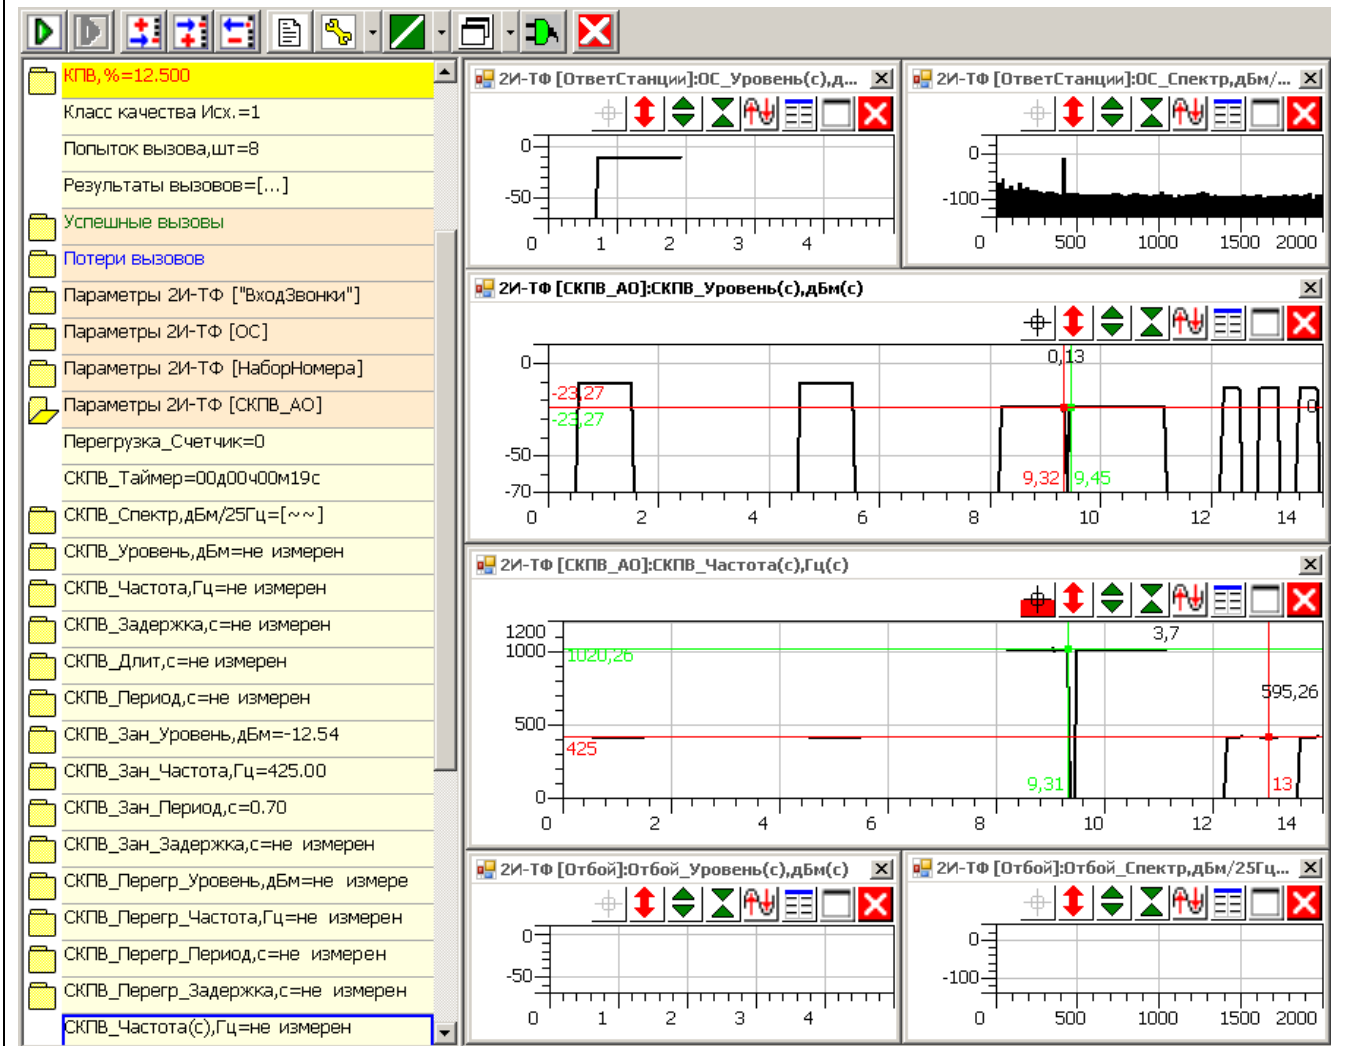 КПВ,%=12.500
Класс качества Исх.=1
Попыток вызова,шт=8
Результаты вызовов=[...]
Успешные вызовы
Потери вызовов
Параметры 2И-ТФ ["ВходЗвонки"]
Параметры 2И-ТФ [ОС]
Параметры 2И-ТФ [НаборНомера]
Параметры 2И-ТФ [СКПВ_АО]
Перегрузка_Счетчик=0
СКПВ_Таймер=00д00ч00м19с
СКПВ_Спектр,дБм/25Гц=[~~]
СКПВ_Уровень,дБм=не измерен
СКПВ_Частота,Гц=не измерен
СКПВ_Задержка,с=не измерен
СКПВ_Длит,с=не измерен
СКПВ_Период,с=не измерен
СКПВ_Зан_Уровень,дБм=-12.54
СКПВ_Зан_Частота,Гц=425.00
СКПВ_Зан_Период,с=0.70
СКПВ_Зан_Задержка,с=не измерен
СКПВ_Перегр_Уровень,дБм=не измере
СКПВ_Перегр_Частота,Гц=не измерен
СКПВ_Перегр_Период,с=не измерен
СКПВ_Перегр_Задержка,с=не измерен
СКПВ_Частота(с),Гц=не измерен
2И-ТФ [ОтветСтанции]:ОС_Уровень(с),д...
0
-50
0 1 2 3 4
2И-ТФ [ОтветСтанции]:ОС_Спектр,дБм/...
0
-100
0 500 1000 1500 2000
2И-ТФ [СКПВ_АО]:СКПВ_Уровень(с),дБм(с)
0
0,13
-23,27
0
-23,27
-50
9,32 9,45
-70
0 2 4 6 8 10 12 14
2И-ТФ [СКПВ_АО]:СКПВ_Частота(с),Гц(с)
1200
3,7
1000
1020,26
595,26
500
425
9,31
13
0
0 2 4 6 8 10 12 14
2И-ТФ [Отбой]:Отбой_Уровень(с),дБм(с)
0
-50
0 1 2 3 4
2И-ТФ [Отбой]:Отбой_Спектр,дБм/25Гц...
0
-100
0 500 1000 1500 2000